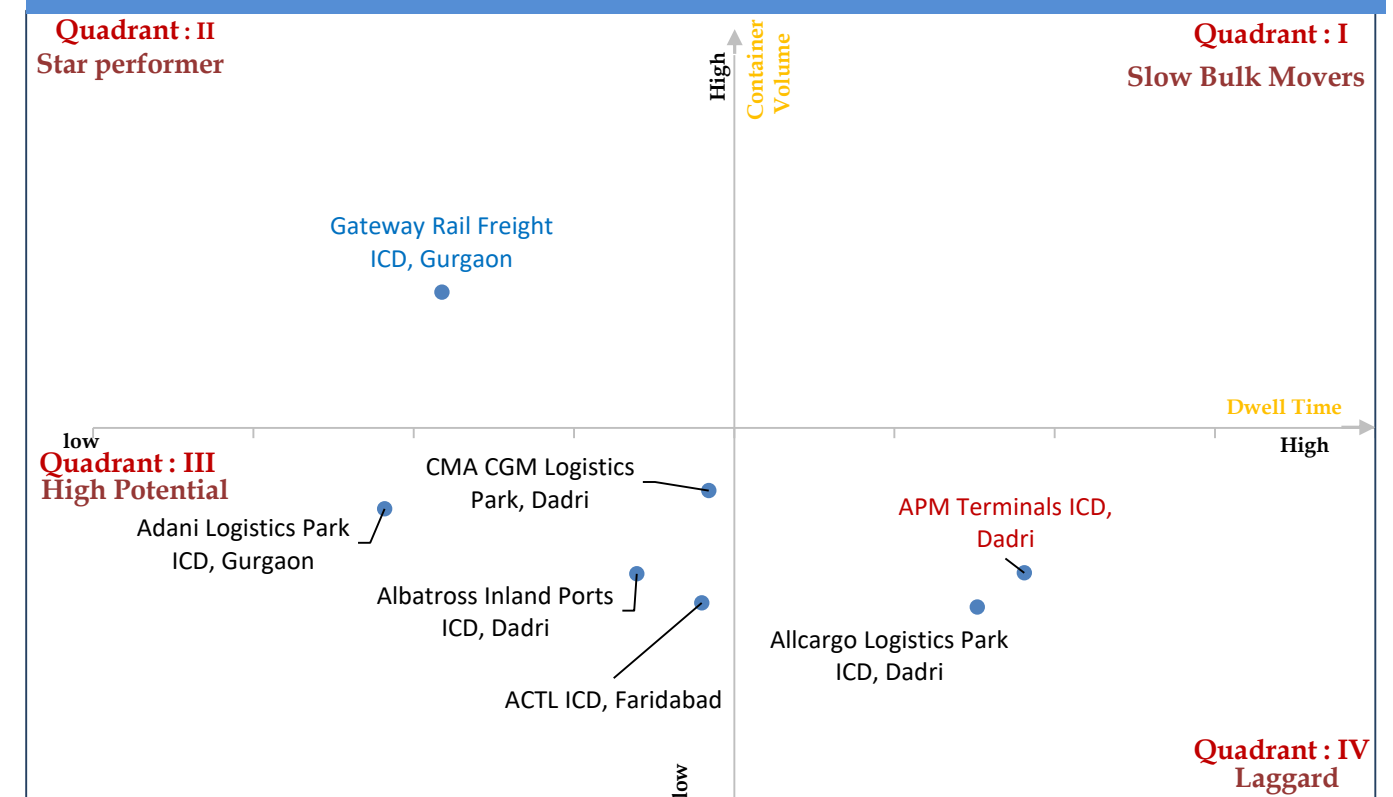 Quadrant : II
Star performer
High
Container
Volume
Quadrant : I
Slow Bulk Movers
Gateway Rail Freight
ICD, Gurgaon
Dwell Time
low
High
Quadrant : III
High Potential
CMA CGM Logistics
Park, Dadri
Adani Logistics Park
ICD, Gurgaon
APM Terminals ICD,
Dadri
Albatross Inland Ports
ICD, Dadri
Allcargo Logistics Park
ICD, Dadri
ACTL ICD, Faridabad
low
Quadrant : IV
Laggard